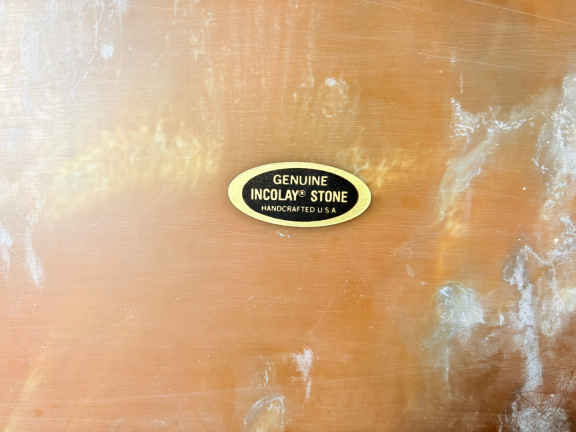 GENUINE
INCOLAY® STONE
HANDCRAFTED U S A